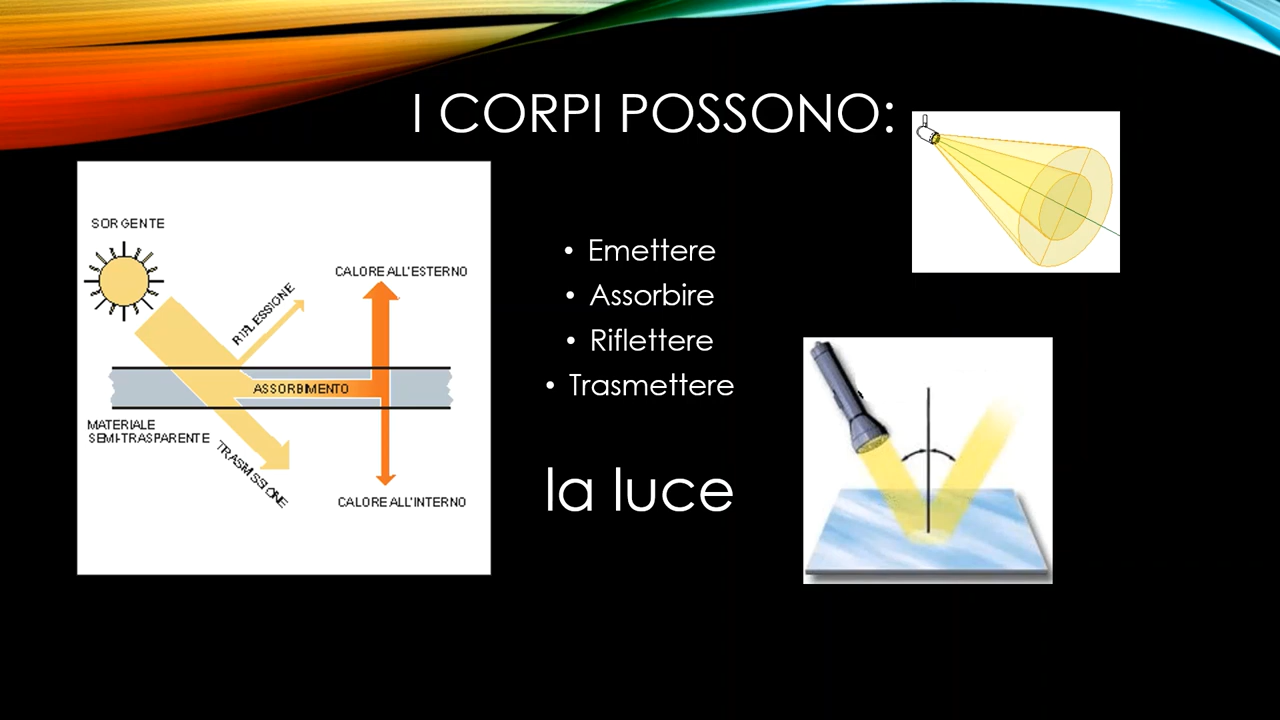 I CORPI POSSONO:
SORGENTE
CALORE ALL'ESTERNO
RIFLESSIONE
ASSORBIMENTO
MATERIALE
SEMI-TRASPARENTE
TRASMISSIONE
CALORE ALL'INTERNO
• Emettere
• Assorbire
• Riflettere
• Trasmettere
la luce